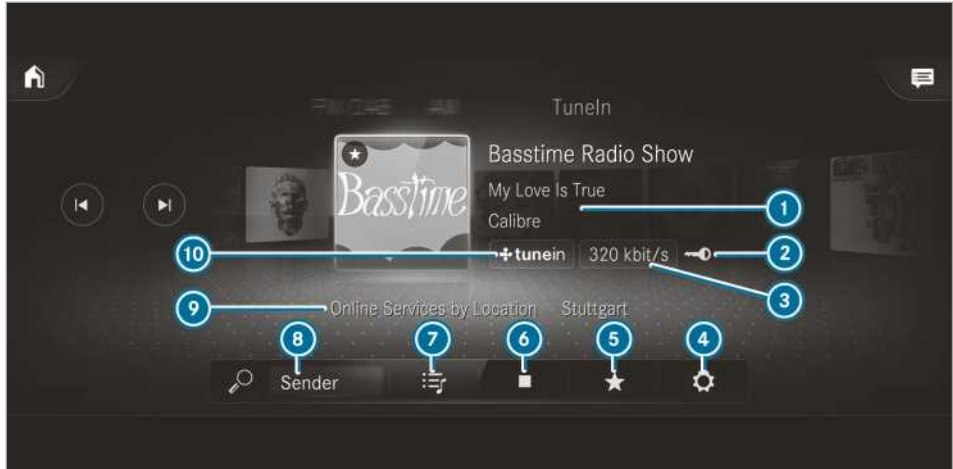 TuneIn
Basstime
Basstime Radio Show
My Love Is True
Calibre
tunein
320 kbit/s
Online Services by Location Stuttgart
Sender
1
2
3
4
5
6
7
8
9
10